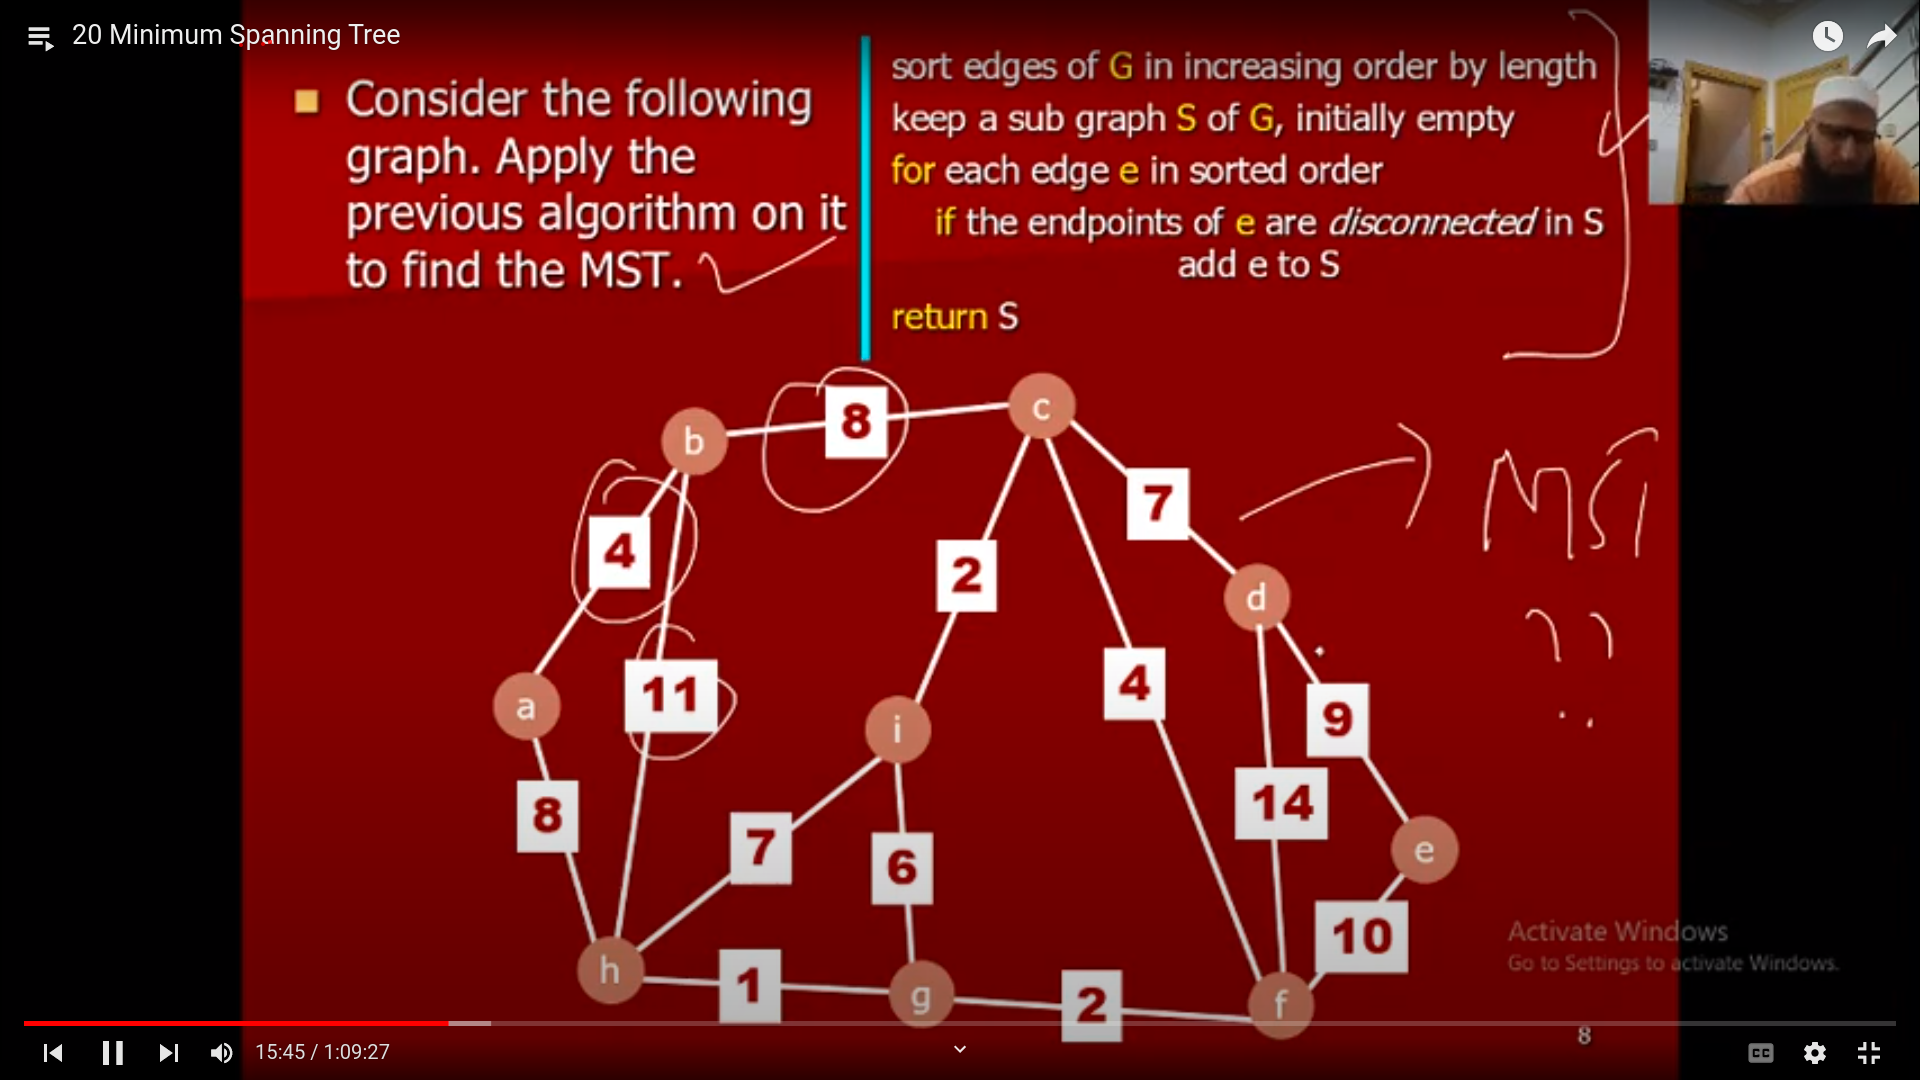 20 Minimum Spanning Tree
Consider the following
graph. Apply the
previous algorithm on it
to find the MST.
sort edges of G in increasing order by length
keep a sub graph S of G, initially empty
for each edge e in sorted order
if the endpoints of e are disconnected in S
add e to S
return S
8
c
b
7
MST
4
2
d
??
4
11
a
i
9
14
8
7
6
e
10
Activate Windows
Go to Settings to activate Windows.
h
1
g
2
f
8
15:45 / 1:09:27
CC